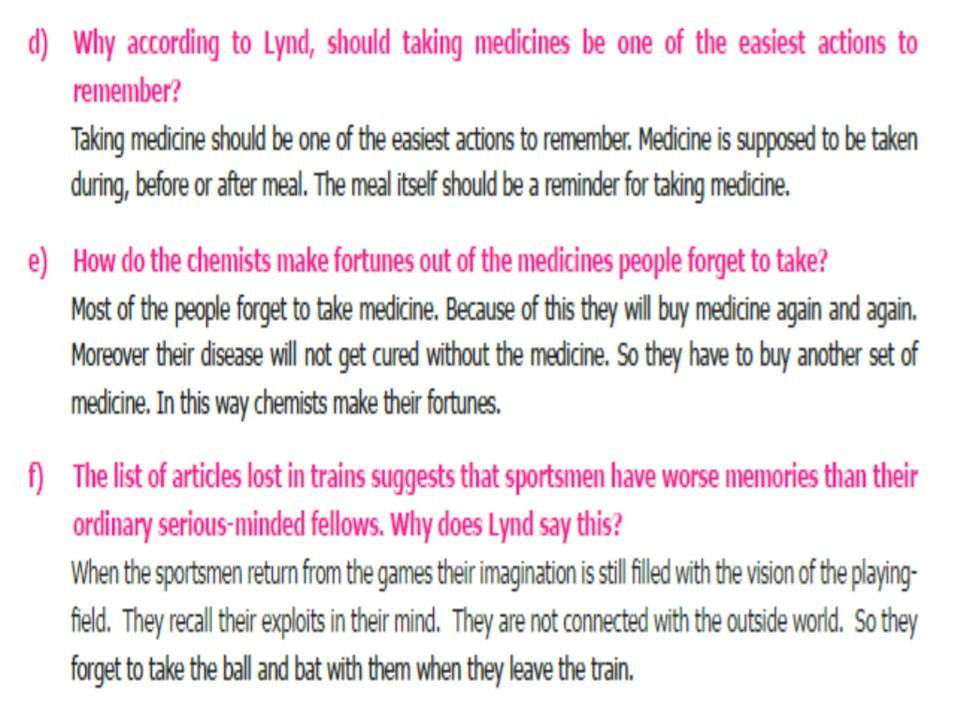 d) Why according to Lynd, should taking medicines be one of the easiest actions to
remember?
Taking medicine should be one of the easiest actions to remember. Medicine is supposed to be taken
during, before or after meal. The meal itself should be a reminder for taking medicine.
e) How do the chemists make fortunes out of the medicines people forget to take?
Most of the people forget to take medicine. Because of this they will buy medicine again and again.
Moreover their disease will not get cured without the medicine. So they have to buy another set of
medicine. In this way chemists make their fortunes.
f) The list of articles lost in trains suggests that sportsmen have worse memories than their
ordinary serious-minded fellows. Why does Lynd say this?
When the sportsmen return from the games their imagination is still filled with the vision of the playing-
field. They recall their exploits in their mind. They are not connected with the outside world. So they
forget to take the ball and bat with them when they leave the train.